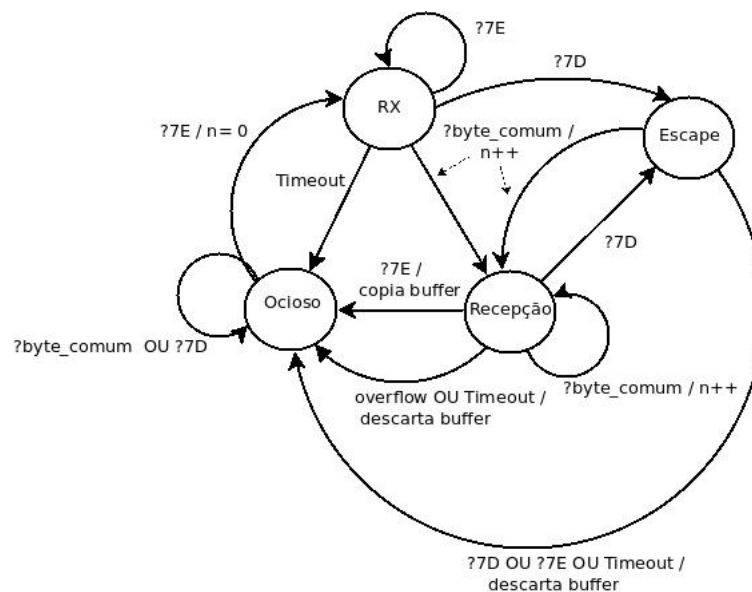 ?7E
?7D
RX
?7E / n= 0
?byte_comum /
n++
Escape
Timeout
?7D
?7E /
copia buffer
Ocioso
Recepção
?byte_comum  OU ?7D
overflow OU Timeout /
descarta buffer
?byte_comum / n++
?7D OU ?7E OU Timeout /
descarta buffer